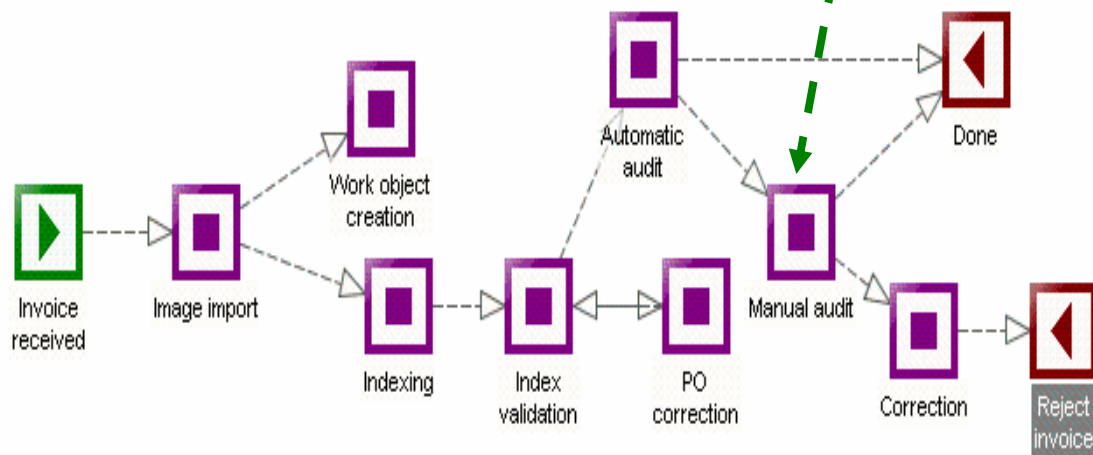 Invoice
received
Image import
Work object
creation
Indexing
Index
validation
PO
correction
Automatic
audit
Manual audit
Done
Correction
Reject
invoice